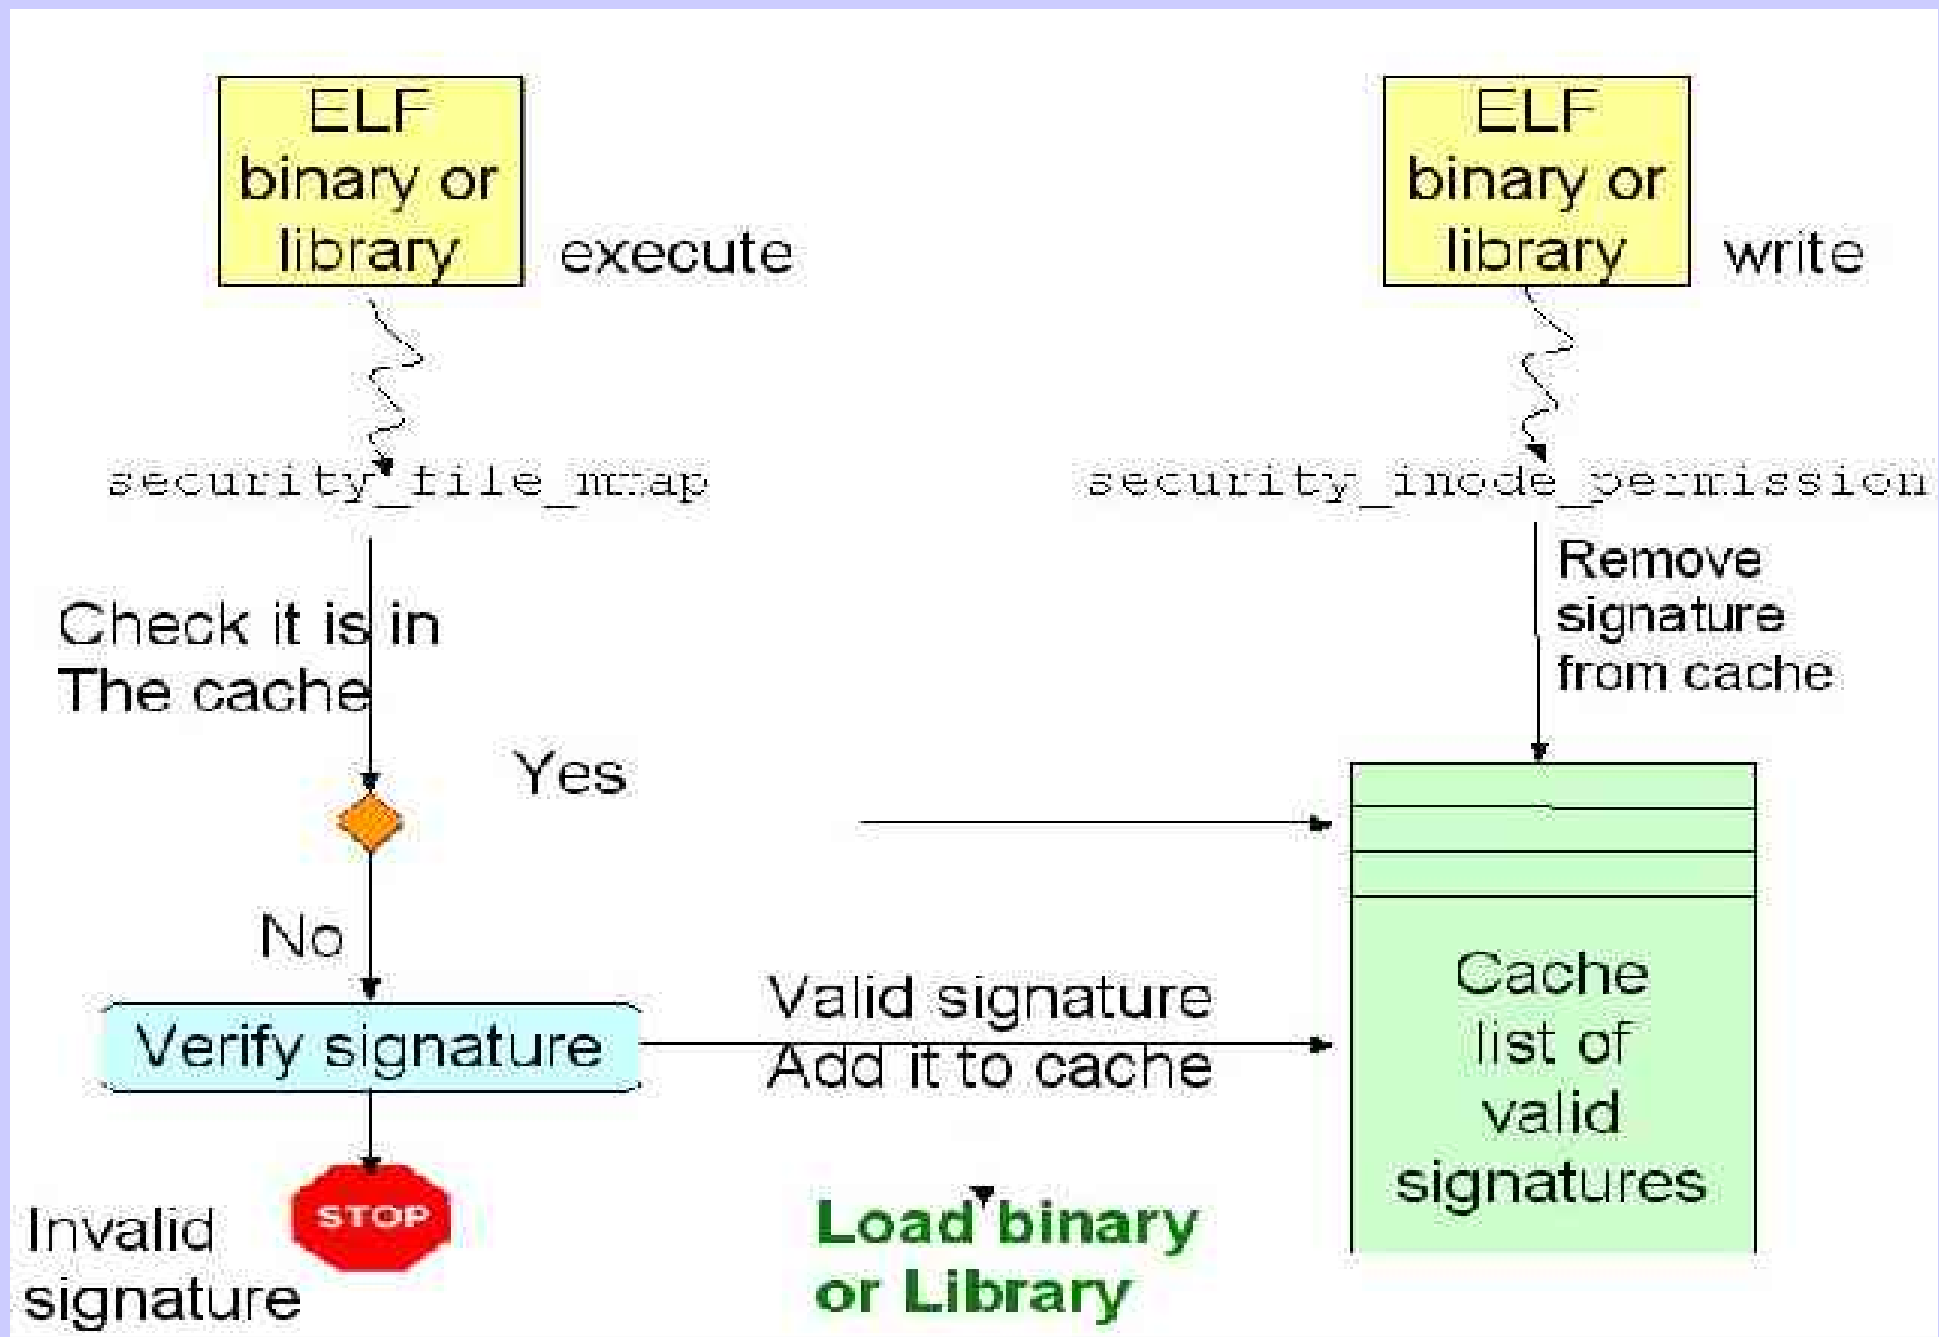 ELF
binary or
library
execute
ELF
binary or
library
write
security_file_mmap
security_inode_permission
Check it is in
The cache
Remove
signature
from cache
Yes
No
Verify signature
Valid signature
Add it to cache
Cache
list of
valid
signatures
Invalid
signature
STOP
Load binary
or Library